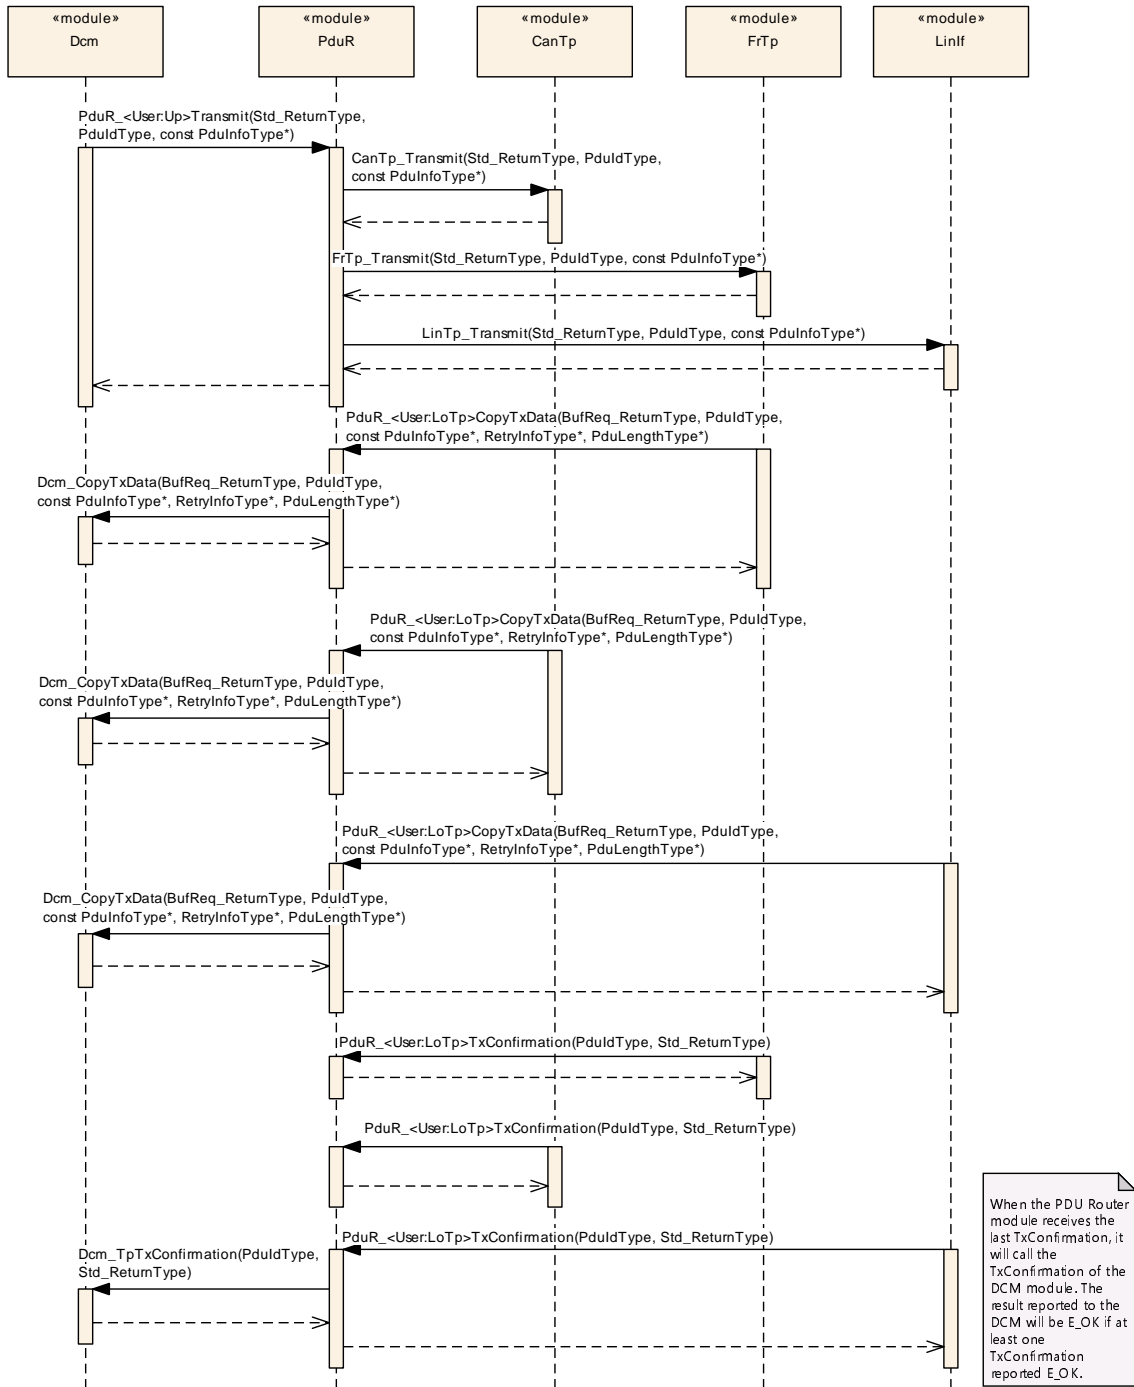 «module»
Dcm
«module»
PduR
«module»
CanTp
«module»
FrTp
«module»
LinIf
PduR_<User:Up>Transmit(Std_ReturnType,
PduIdType, const PduInfoType*)
CanTp_Transmit(Std_ReturnType, PduIdType,
const PduInfoType*)
FrTp_Transmit(Std_ReturnType, PduIdType, const PduInfoType*)
LinTp_Transmit(Std_ReturnType, PduIdType, const PduInfoType*)
PduR_<User:LoTp>CopyTxData(BufReq_ReturnType, PduIdType,
const PduInfoType*, RetryInfoType*, PduLengthType*)
Dcm_CopyTxData(BufReq_ReturnType, PduIdType,
const PduInfoType*, RetryInfoType*, PduLengthType*)
PduR_<User:LoTp>CopyTxData(BufReq_ReturnType, PduIdType,
const PduInfoType*, RetryInfoType*, PduLengthType*)
Dcm_CopyTxData(BufReq_ReturnType, PduIdType,
const PduInfoType*, RetryInfoType*, PduLengthType*)
PduR_<User:LoTp>CopyTxData(BufReq_ReturnType, PduIdType,
const PduInfoType*, RetryInfoType*, PduLengthType*)
Dcm_CopyTxData(BufReq_ReturnType, PduIdType,
const PduInfoType*, RetryInfoType*, PduLengthType*)
PduR_<User:LoTp>TxConfirmation(PduIdType, Std_ReturnType)
PduR_<User:LoTp>TxConfirmation(PduIdType, Std_ReturnType)
PduR_<User:LoTp>TxConfirmation(PduIdType, Std_ReturnType)
Dcm_TpTxConfirmation(PduIdType,
Std_ReturnType)
When the PDU Router
module receives the
last TxConfirmation, it
will call the
TxConfirmation of the
DCM module. The
result reported to the
DCM will be E_OK if at
least one
TxConfirmation
reported E_OK.